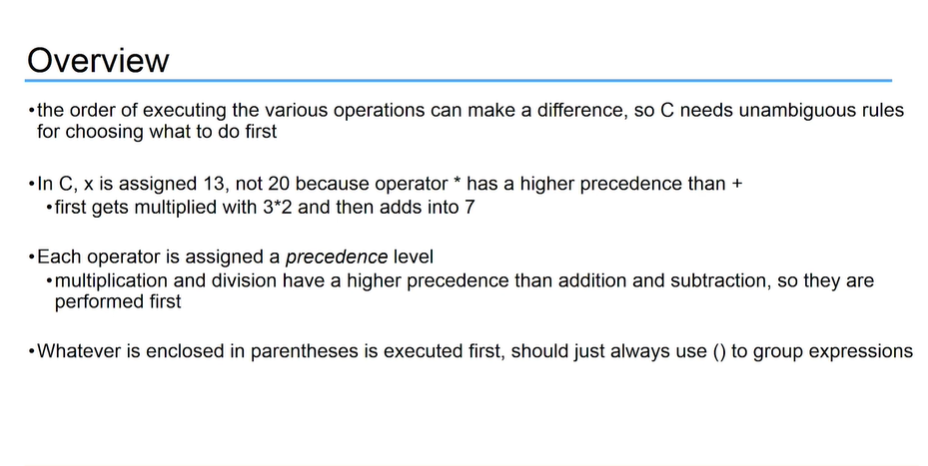 Overview
•the order of executing the various operations can make a difference, so C needs unambiguous rules
for choosing what to do first
•In C, x is assigned 13, not 20 because operator * has a higher precedence than +
•first gets multiplied with 3*2 and then adds into 7
•Each operator is assigned a precedence level
•multiplication and division have a higher precedence than addition and subtraction, so they are
performed first
•Whatever is enclosed in parentheses is executed first, should just always use () to group expressions